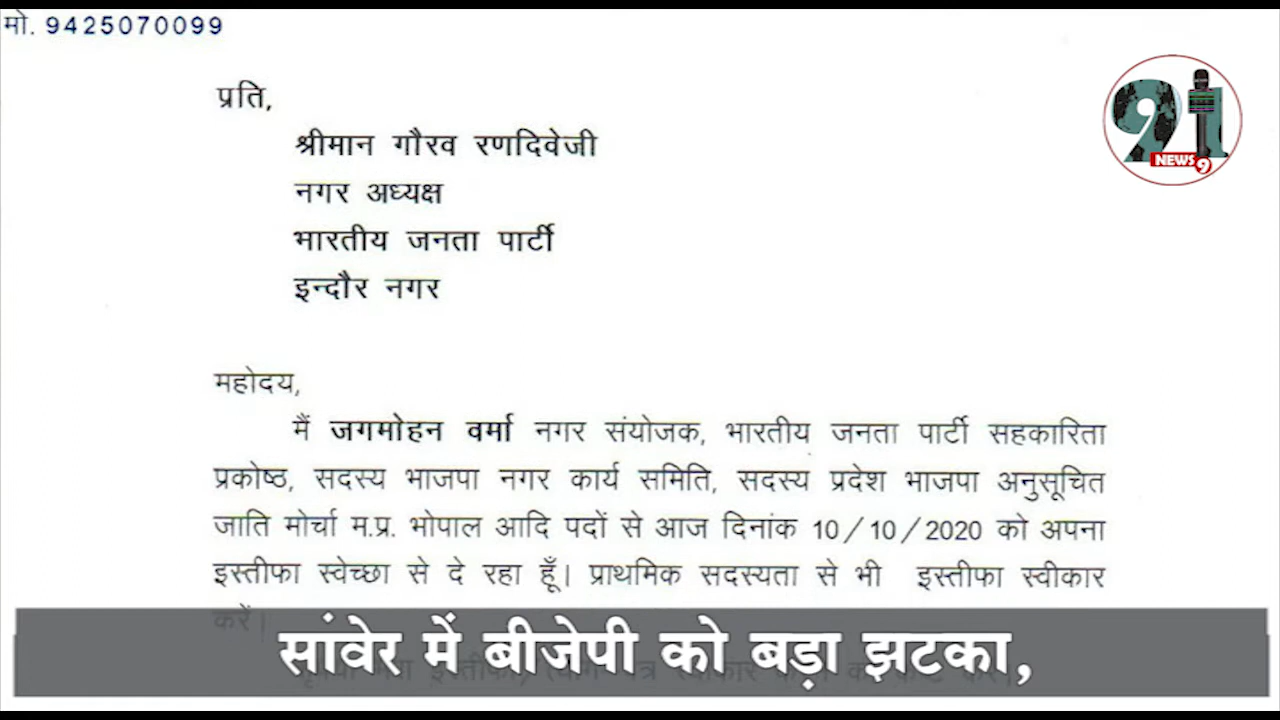 मो. 9425070099
प्रति,
श्रीमान गौरव रणदिवेजी
नगर अध्यक्ष
भारतीय जनता पार्टी
इन्दौर नगर
महोदय,
मैं जगमोहन वर्मा नगर संयोजक, भारतीय जनता पार्टी सहकारिता
प्रकोष्ठ, सदस्य भाजपा नगर कार्य समिति, सदस्य प्रदेश भाजपा अनुसूचित
जाति मोर्चा म.प्र. भोपाल आदि पदों से आज दिनांक 10/10/2020 को अपना
इस्तीफा स्वेच्छा से दे रहा हूँ। प्राथमिक सदस्यता से भी इस्तीफा स्वीकार
करें।
सांवेर में बीजेपी को बड़ा झटका,
91
NEWS 9